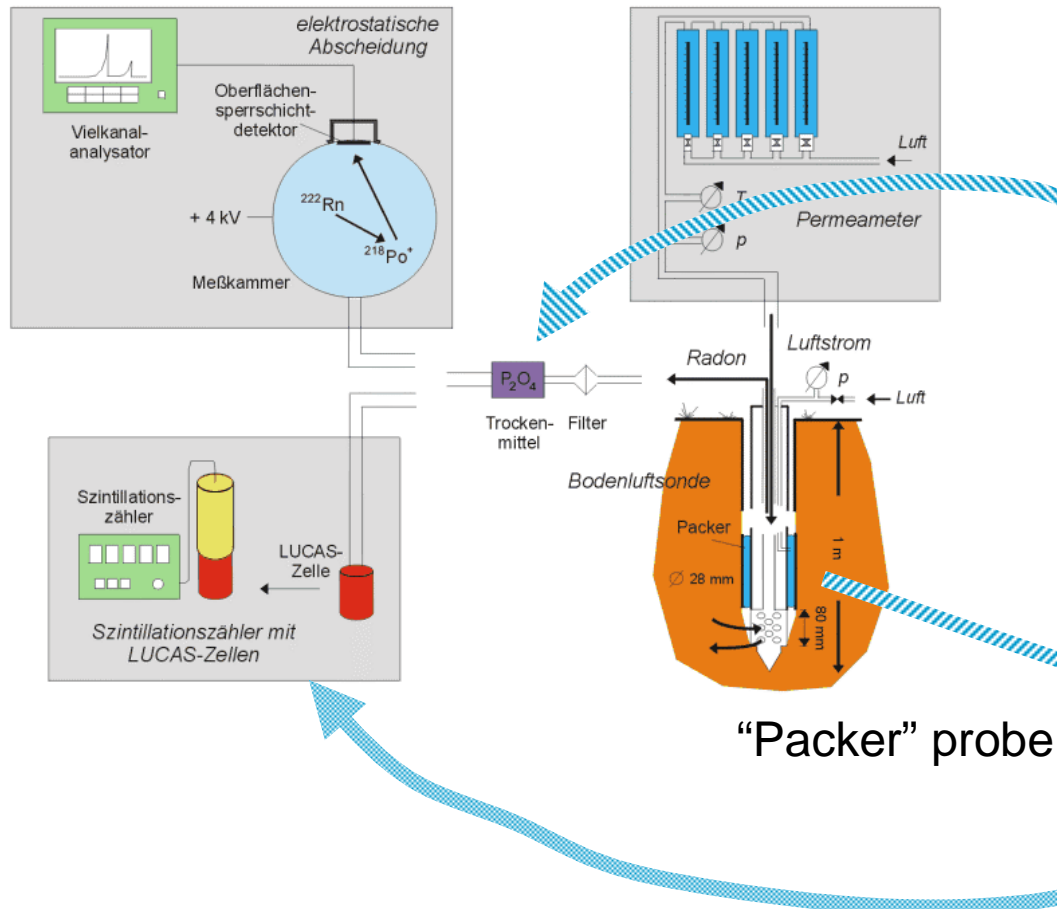 elektrostatische
Abscheidung
Oberflächen-
sperrschicht-
detektor
Vielkanal-
analysator
+ 4 kV
²²²Rn
²¹⁸Po⁺
Meßkammer
Luft
T
Permeameter
p
Radon
Luftstrom
p
Luft
P₂O₄
Trocken-
mittel
Filter
Bodenluftsonde
Packer
1 m
∅ 28 mm
80 mm
Szintillations-
zähler
LUCAS-
Zelle
Szintillationszähler mit
LUCAS-Zellen
“Packer” probe